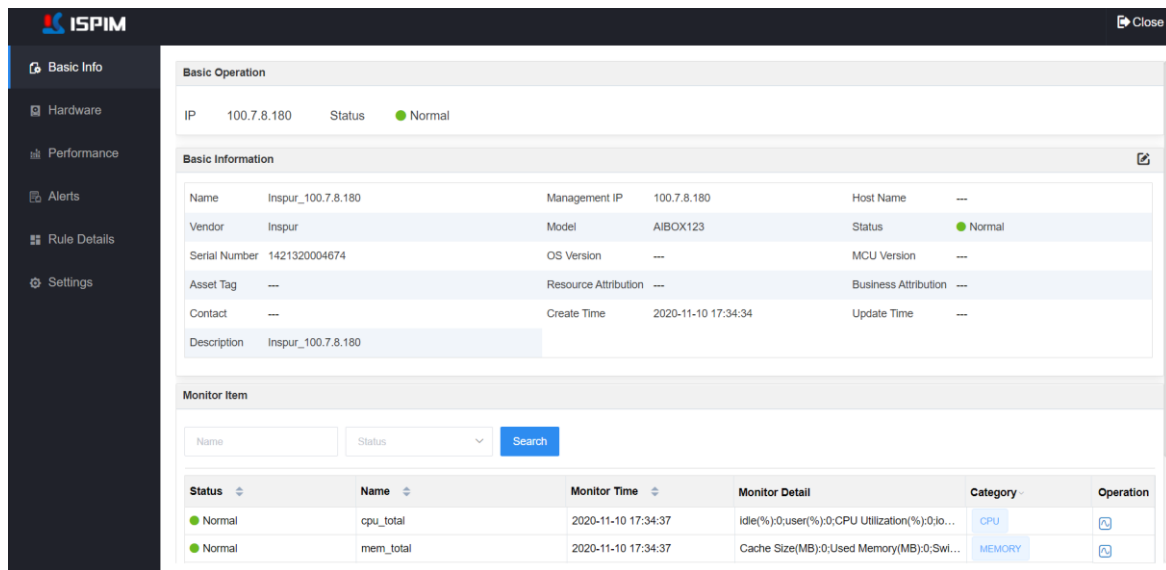 ISPIM Close
Basic Info
Hardware
Performance
Alerts
Rule Details
Settings
Basic Operation
IP 100.7.8.180 Status Normal
Basic Information
Name Inspur_100.7.8.180 Management IP 100.7.8.180 Host Name ---
Vendor Inspur Model AIBOX123 Status Normal
Serial Number 1421320004674 OS Version --- MCU Version ---
Asset Tag --- Resource Attribution --- Business Attribution ---
Contact --- Create Time 2020-11-10 17:34:34 Update Time ---
Description Inspur_100.7.8.180
Monitor Item
Name Status Search
Status Name Monitor Time Monitor Detail Category Operation
Normal cpu_total 2020-11-10 17:34:37 idle(%):0;user(%):0;CPU Utilization(%):0;io... CPU
Normal mem_total 2020-11-10 17:34:37 Cache Size(MB):0;Used Memory(MB):0;Swi... MEMORY